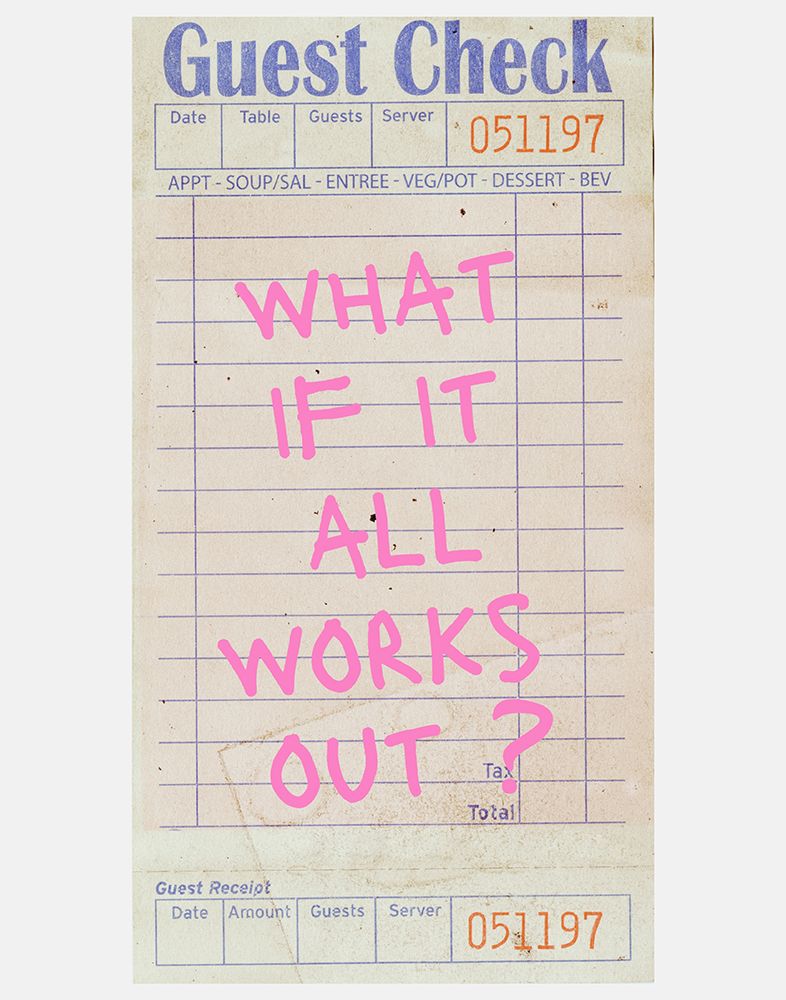 Guest Check
Date Table Guests Server 051197
APPT - SOUP/SAL - ENTREE - VEG/POT - DESSERT - BEV
WHAT
IF IT
ALL
WORKS
OUT?
Tax
Total
Guest Receipt
Date Amount Guests Server 051197